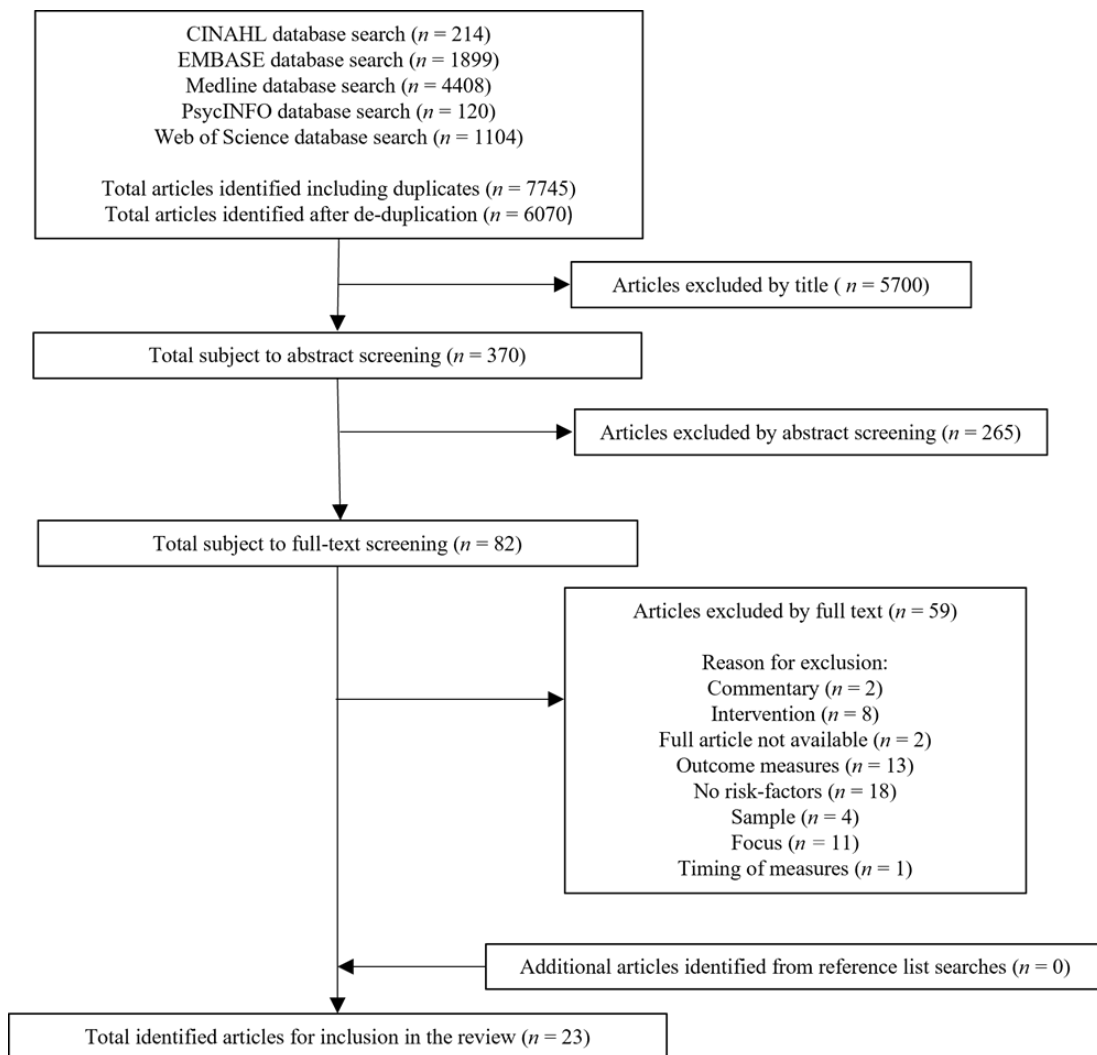 CINAHL database search (n = 214)
EMBASE database search (n = 1899)
Medline database search (n = 4408)
PsycINFO database search (n = 120)
Web of Science database search (n = 1104)
Total articles identified including duplicates (n = 7745)
Total articles identified after de-duplication (n = 6070)
Articles excluded by title ( n = 5700)
Total subject to abstract screening (n = 370)
Articles excluded by abstract screening (n = 265)
Total subject to full-text screening (n = 82)
Articles excluded by full text (n = 59)
Reason for exclusion:
Commentary (n = 2)
Intervention (n = 8)
Full article not available (n = 2)
Outcome measures (n = 13)
No risk-factors (n = 18)
Sample (n = 4)
Focus (n = 11)
Timing of measures (n = 1)
Additional articles identified from reference list searches (n = 0)
Total identified articles for inclusion in the review (n = 23)